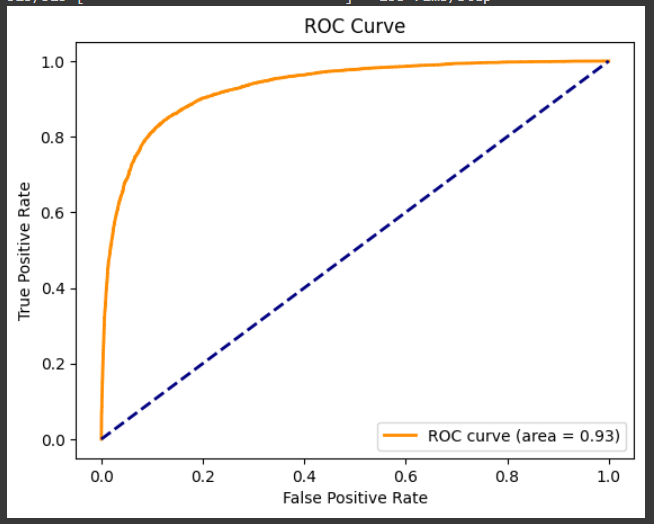 ROC Curve
True Positive Rate
1.0
0.8
0.6
0.4
0.2
0.0
ROC curve (area = 0.93)
0.0 0.2 0.4 0.6 0.8 1.0
False Positive Rate